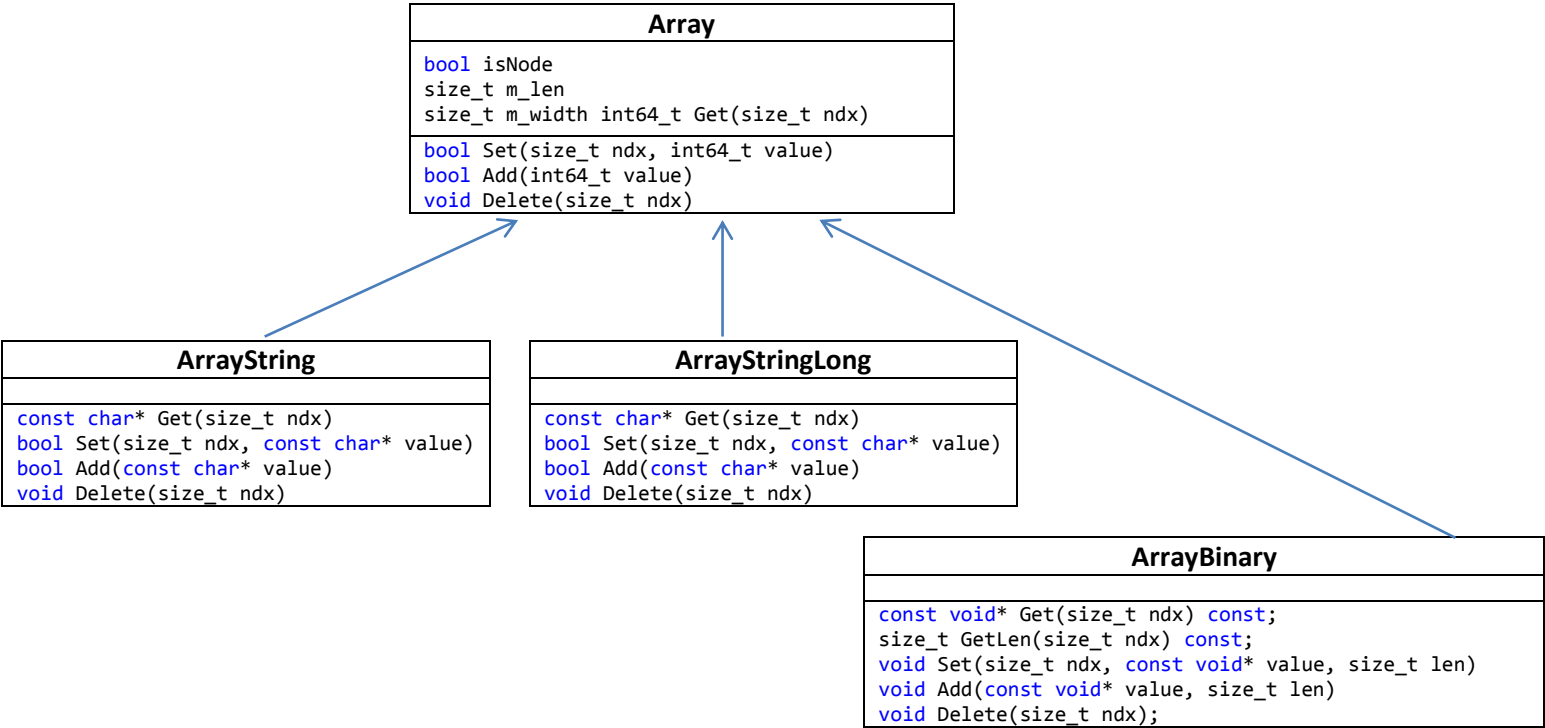 Array
bool isNode
size_t m_len
size_t m_width int64_t Get(size_t ndx)
bool Set(size_t ndx, int64_t value)
bool Add(int64_t value)
void Delete(size_t ndx)
ArrayString
const char* Get(size_t ndx)
bool Set(size_t ndx, const char* value)
bool Add(const char* value)
void Delete(size_t ndx)
ArrayStringLong
const char* Get(size_t ndx)
bool Set(size_t ndx, const char* value)
bool Add(const char* value)
void Delete(size_t ndx)
ArrayBinary
const void* Get(size_t ndx) const;
size_t GetLen(size_t ndx) const;
void Set(size_t ndx, const void* value, size_t len)
void Add(const void* value, size_t len)
void Delete(size_t ndx);